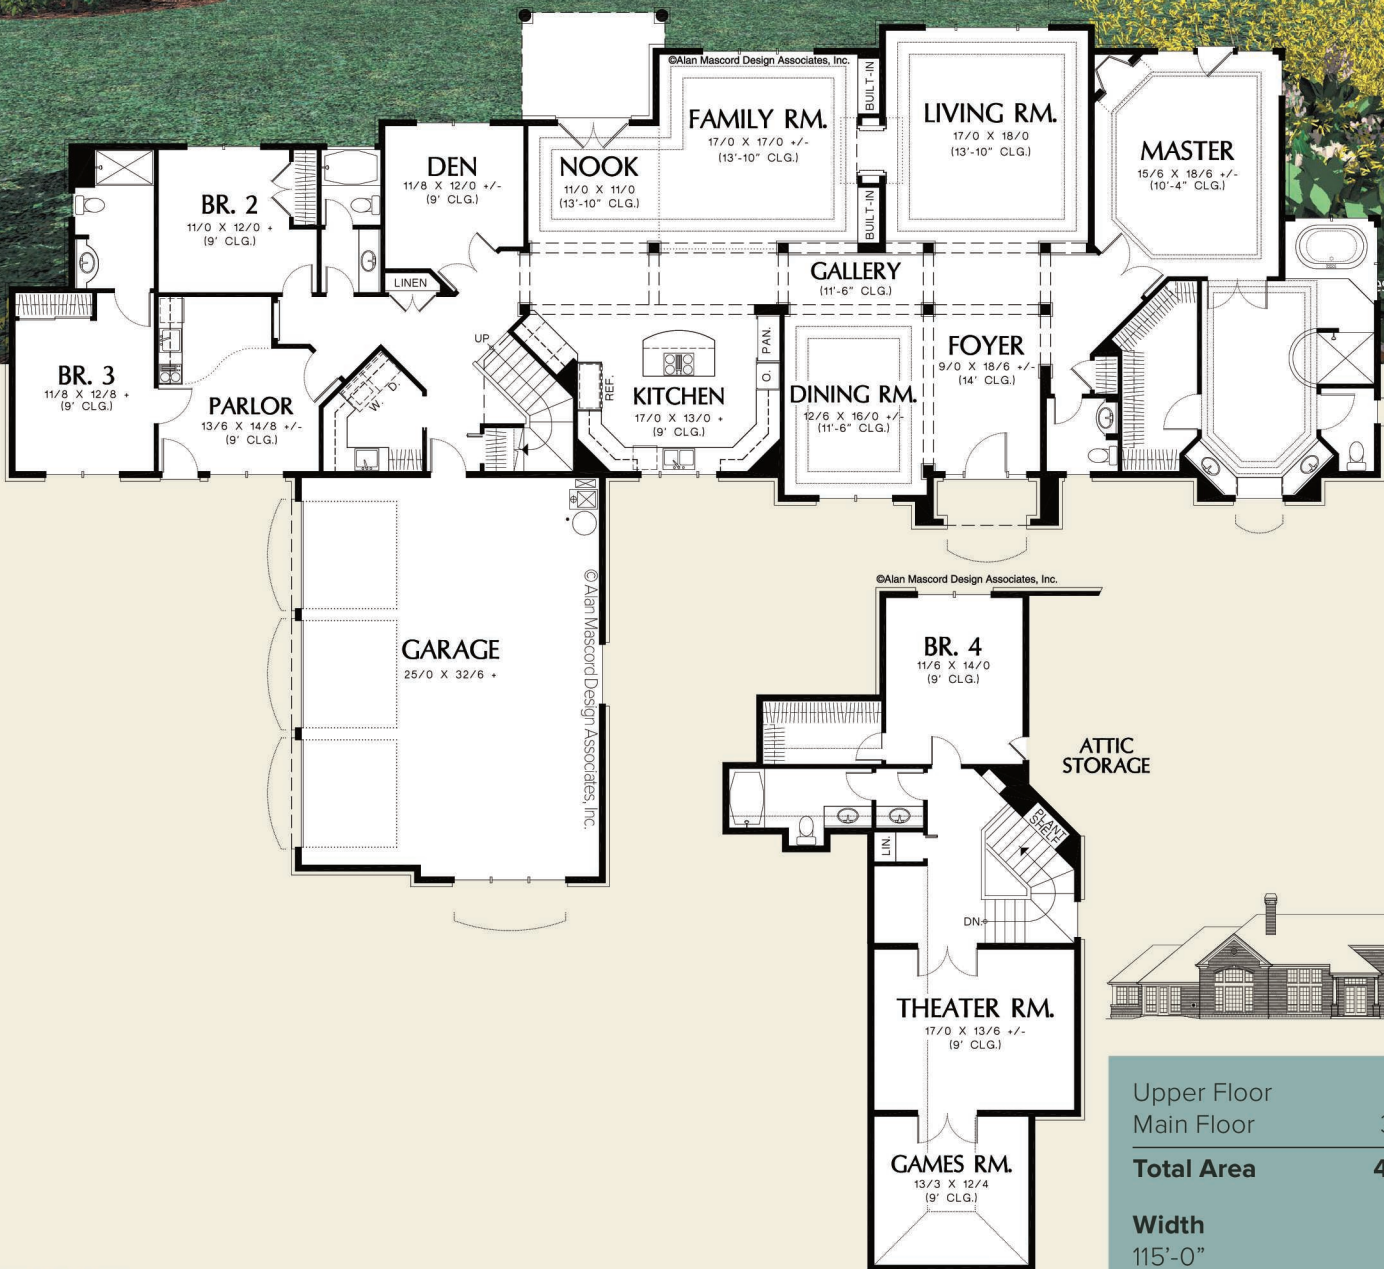 ©Alan Mascord Design Associates, Inc.
BUILT-IN
FAMILY RM.
17/0 X 17/0 +/-
(13'-10" CLG.)
LIVING RM.
17/0 X 18/0
(13'-10" CLG.)
MASTER
15/6 X 18/6 +/-
(10'-4" CLG.)
DEN
11/8 X 12/0 +/-
(9' CLG.)
NOOK
11/0 X 11/0
(13'-10" CLG.)
BR. 2
11/0 X 12/0 +
(9' CLG.)
BUILT-IN
LINEN
GALLERY
(11'-6" CLG.)
UP
PAN.
O.
REF.
BR. 3
11/8 X 12/8 +
(9' CLG.)
PARLOR
13/6 X 14/8 +/-
(9' CLG.)
W.
D.
KITCHEN
17/0 X 13/0 +
(9' CLG.)
DINING RM.
12/6 X 16/0 +/-
(11'-6" CLG.)
FOYER
9/0 X 18/6 +/-
(14' CLG.)
GARAGE
25/0 X 32/6 +
© Alan Mascord Design Associates, Inc.
©Alan Mascord Design Associates, Inc.
BR. 4
11/6 X 14/0
(9' CLG.)
ATTIC
STORAGE
PLANT
SHELF
LIN.
DN.
THEATER RM.
17/0 X 13/6 +/-
(9' CLG.)
GAMES RM.
13/3 X 12/4
(9' CLG.)
Upper Floor
Main Floor 3
Total Area 4
Width
115'-0"